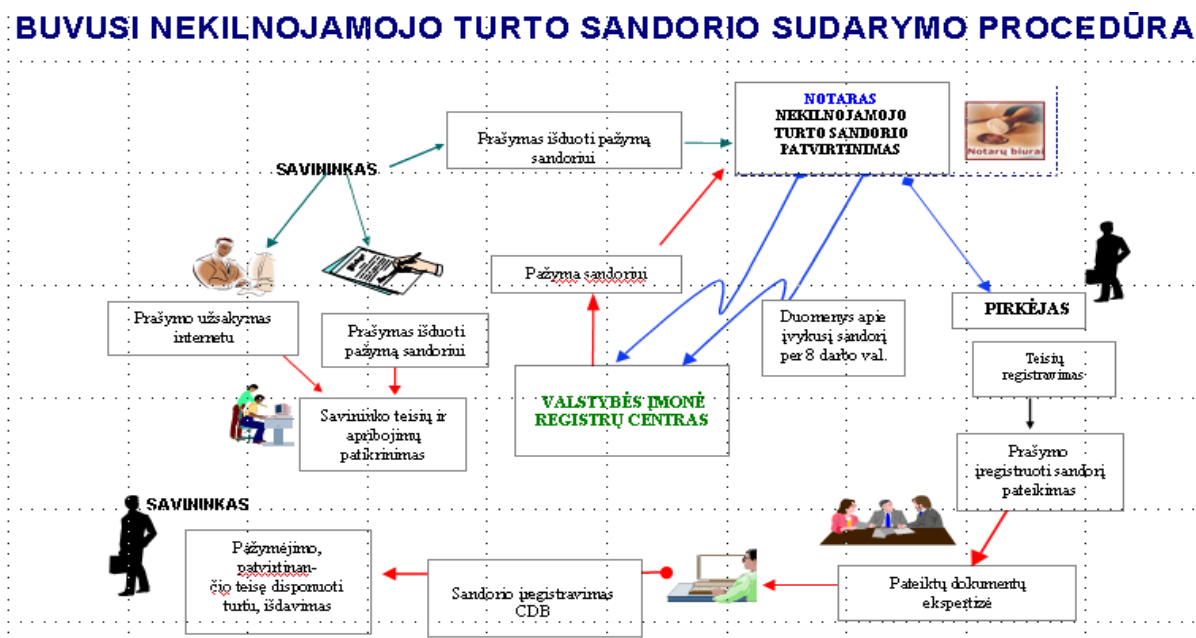 BUVUSI NEKILNOJAMOJO TURTO SANDORIO SUDARYMO PROCEDŪRA
NOTARAS
NEKILNOJAMOJO
TURTO SANDORIO
PATVIRTINIMAS
Notarų biurai
Prašymas išduoti pažymą
sandoriui
SAVININKAS
Pažyma sandoriui
Prašymo užsakymas
internetu
Prašymas išduoti
pažymą sandoriui
Duomenys apie
įvykusį sandorį
per 8 darbo val.
PIRKĖJAS
Teisių
registravimas
VALSTYBĖS ĮMONĖ
REGISTRŲ CENTRAS
Savininko teisių ir
apribojimų
patikrinimas
Prašymo
įregistruoti sandorį
pateikimas
SAVININKAS
Pažymėjimo,
patvirtinan-
čio teisę disponuoti
turtu, išdavimas
Sandorio įregistravimas
CDB
Pateiktų dokumentų
ekspertizė